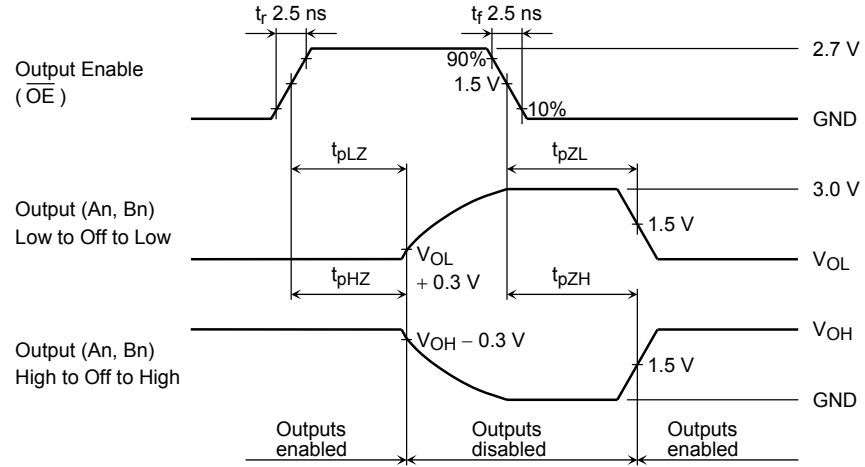 tr 2.5 ns
tf 2.5 ns
Output Enable
( OE )
90%
1.5 V
10%
2.7 V
GND
tpLZ
tpZL
Output (An, Bn)
Low to Off to Low
3.0 V
1.5 V
VOL
+ 0.3 V
VOL
tpHZ
tpZH
Output (An, Bn)
High to Off to High
VOH − 0.3 V
VOH
1.5 V
GND
Outputs
enabled
Outputs
disabled
Outputs
enabled